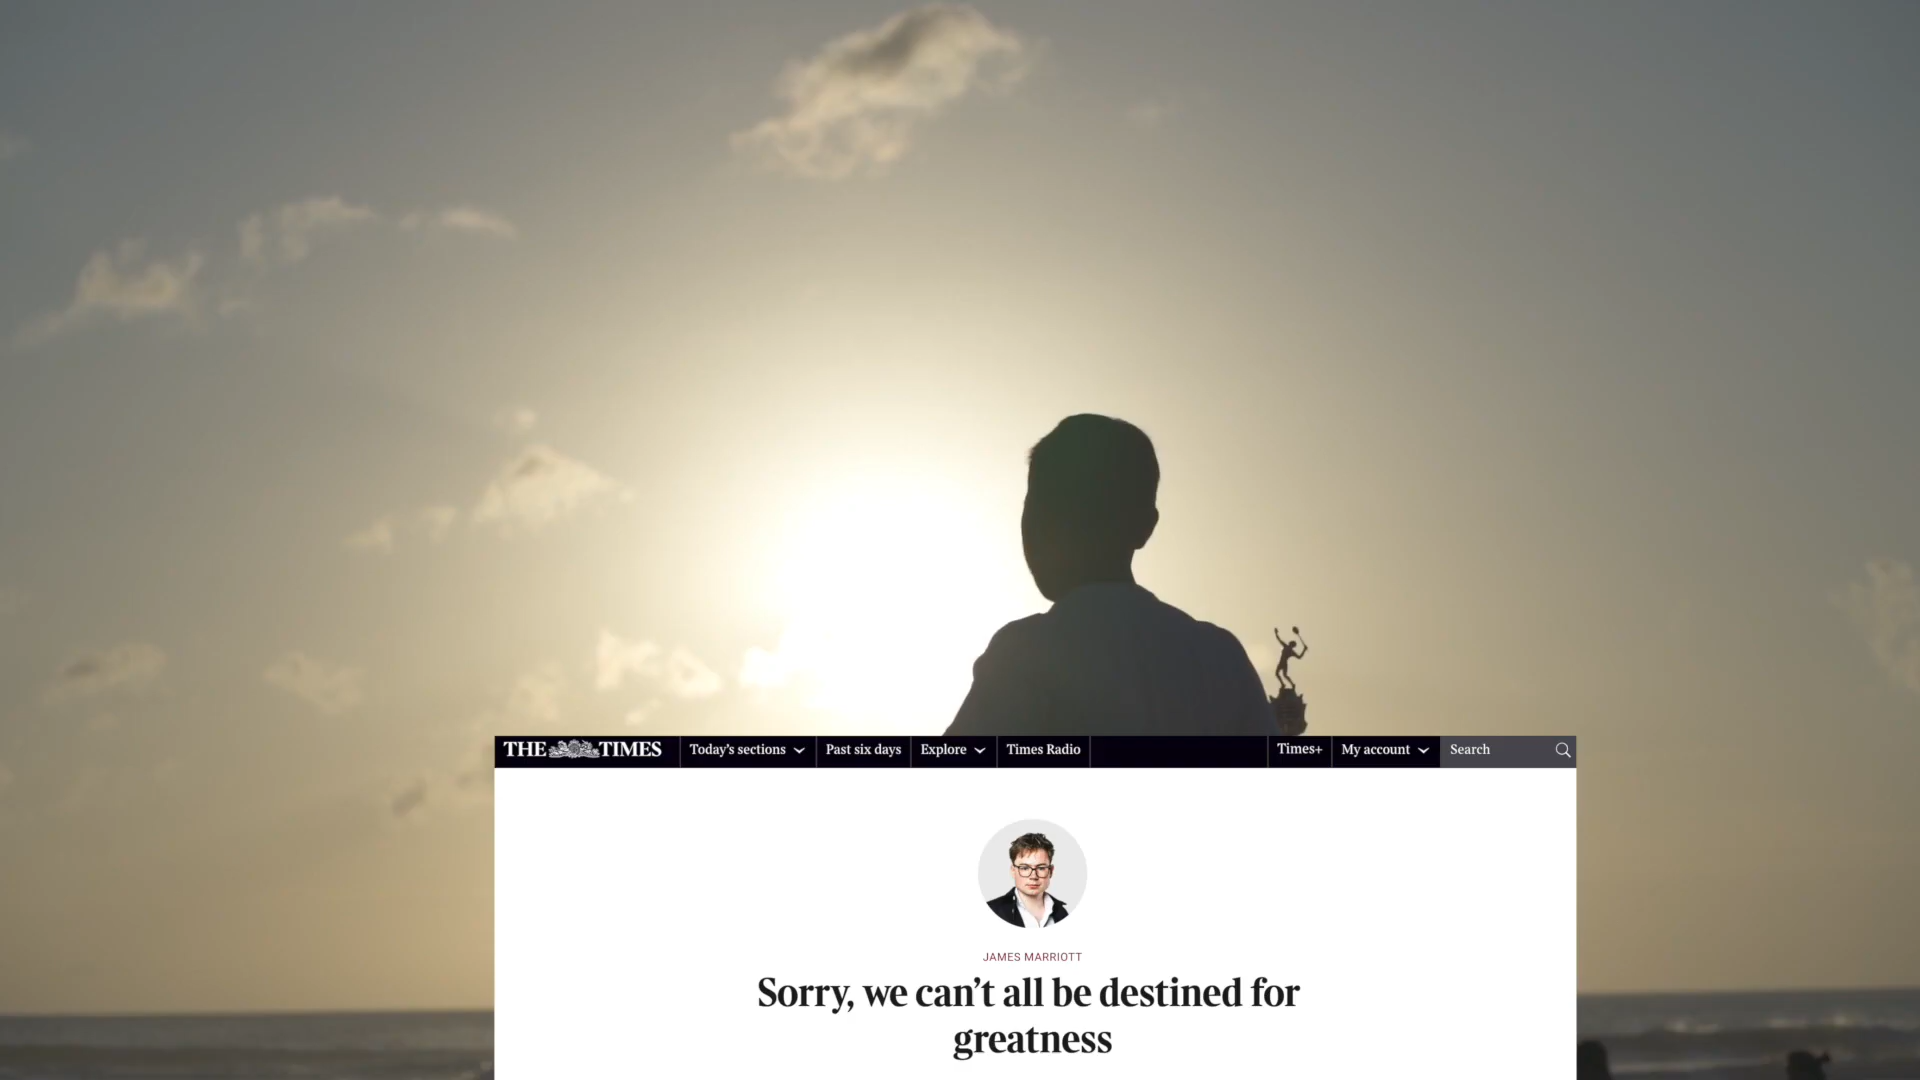 THE TIMES Today's sections Past six days Explore Times Radio Times+ My account Search
JAMES MARRIOTT
Sorry, we can’t all be destined for
greatness